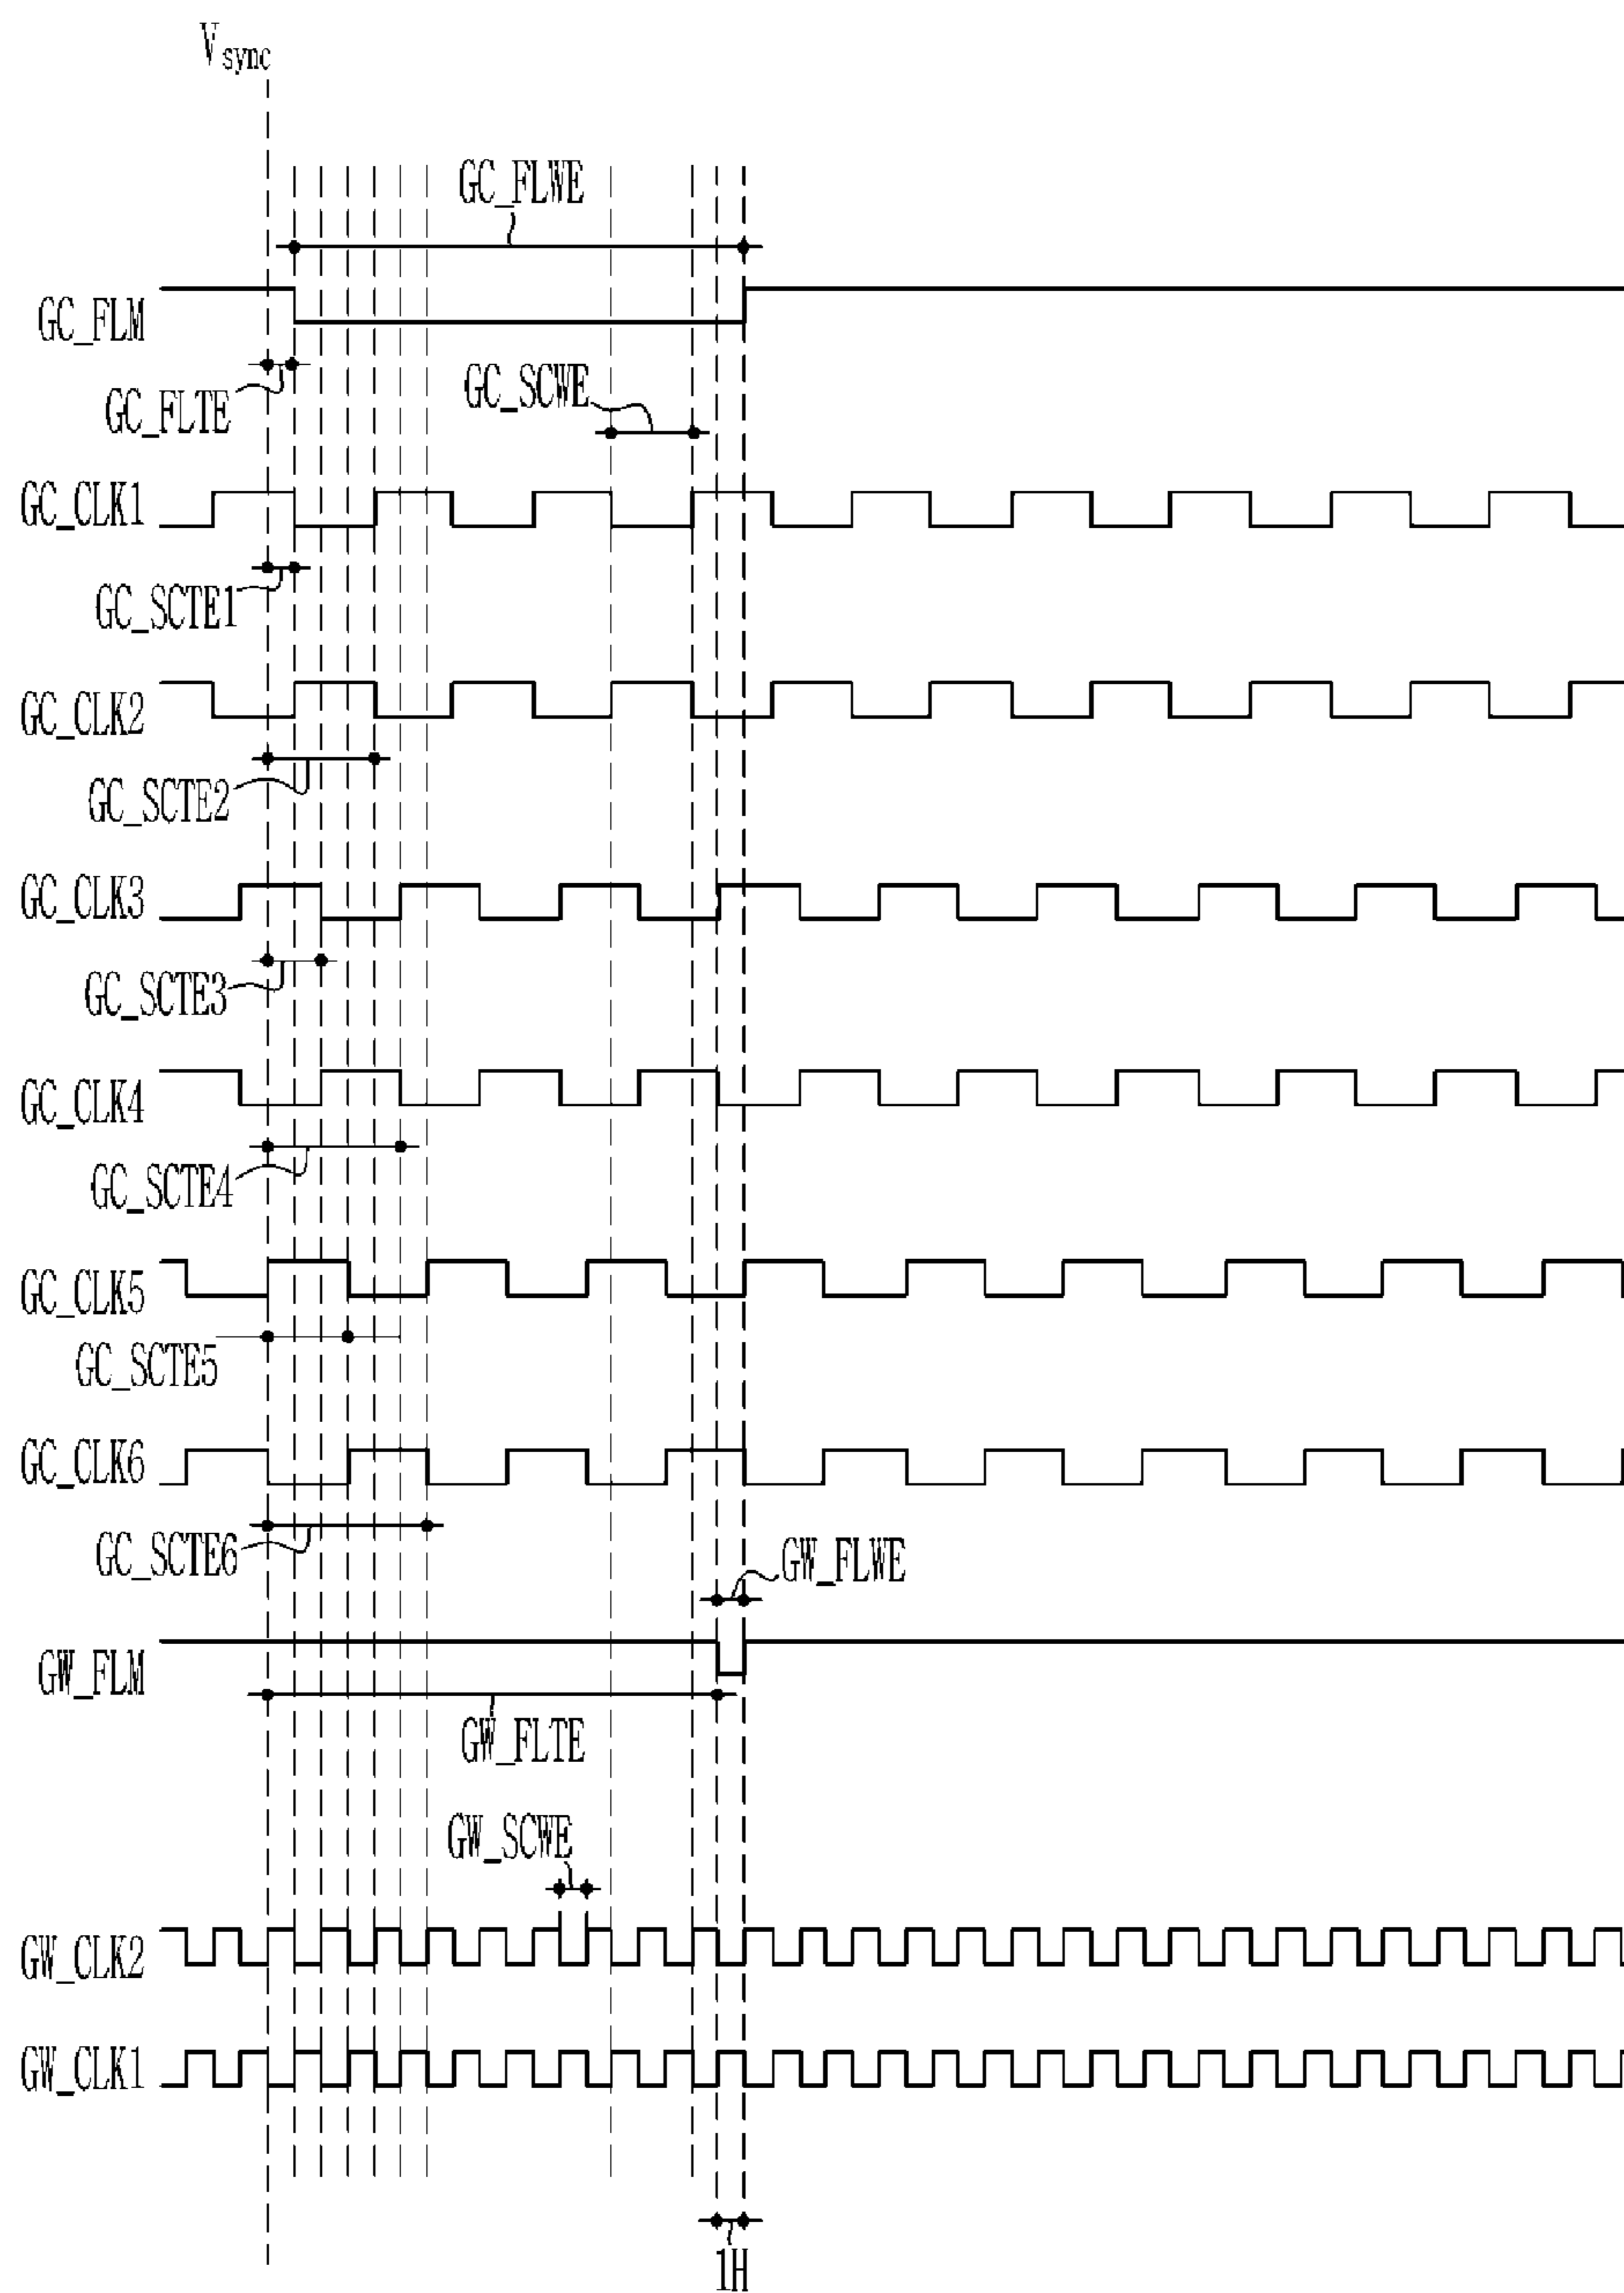 Vsync
GC_FLWE
GC_FLM
GC_FLTE
GC_SCWE
GC_CLK1
GC_SCTE1
GC_CLK2
GC_SCTE2
GC_CLK3
GC_SCTE3
GC_CLK4
GC_SCTE4
GC_CLK5
GC_SCTE5
GC_CLK6
GC_SCTE6
GW_FLWE
GW_FLM
GW_FLTE
GW_SCWE
GW_CLK2
GW_CLK1
1H